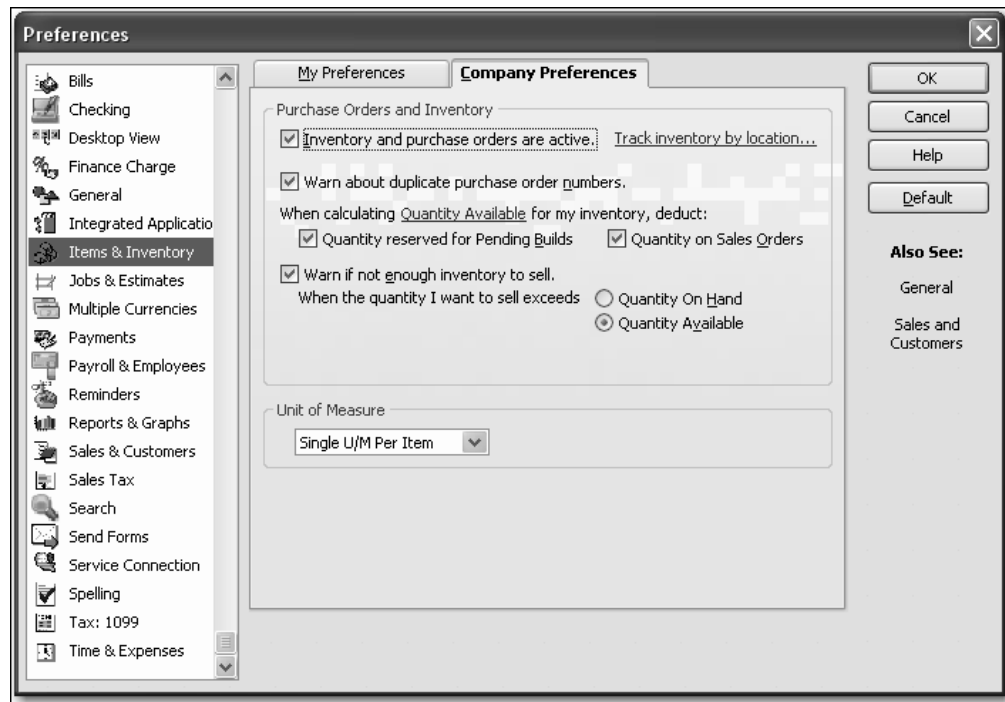 Preferences
Bills
Checking
Desktop View
Finance Charge
General
Integrated Applicatio
Items & Inventory
Jobs & Estimates
Multiple Currencies
Payments
Payroll & Employees
Reminders
Reports & Graphs
Sales & Customers
Sales Tax
Search
Send Forms
Service Connection
Spelling
Tax: 1099
Time & Expenses
My Preferences
Company Preferences
Purchase Orders and Inventory
Inventory and purchase orders are active. Track inventory by location...
Warn about duplicate purchase order numbers.
When calculating Quantity Available for my inventory, deduct:
Quantity reserved for Pending Builds Quantity on Sales Orders
Warn if not enough inventory to sell.
When the quantity I want to sell exceeds Quantity On Hand
Quantity Available
Unit of Measure
Single U/M Per Item
OK
Cancel
Help
Default
Also See:
General
Sales and
Customers